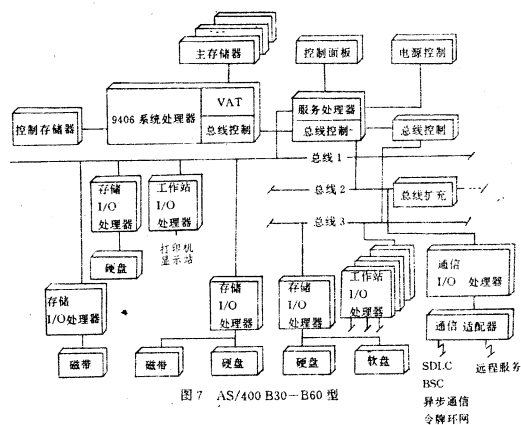 主存储器
控制面板
电源控制
控制存储器
9406 系统处理器
VAT
总线控制
服务处理器
总线控制
总线控制
总线 1
总线 2
总线扩充
总线 3
存储
I/O
处理器
工作站
I/O
处理器
打印机
显示站
硬盘
存储
I/O处理器
磁带
存储
I/O
处理器
磁带
硬盘
存储
I/O
处理器
硬盘
软盘
工作站
I/O
处理器
通信
I/O 处理器
通信 适配器
SDLC
BSC
异步通信
令牌环网
远程服务
图 7 AS/400 B30-B60 型